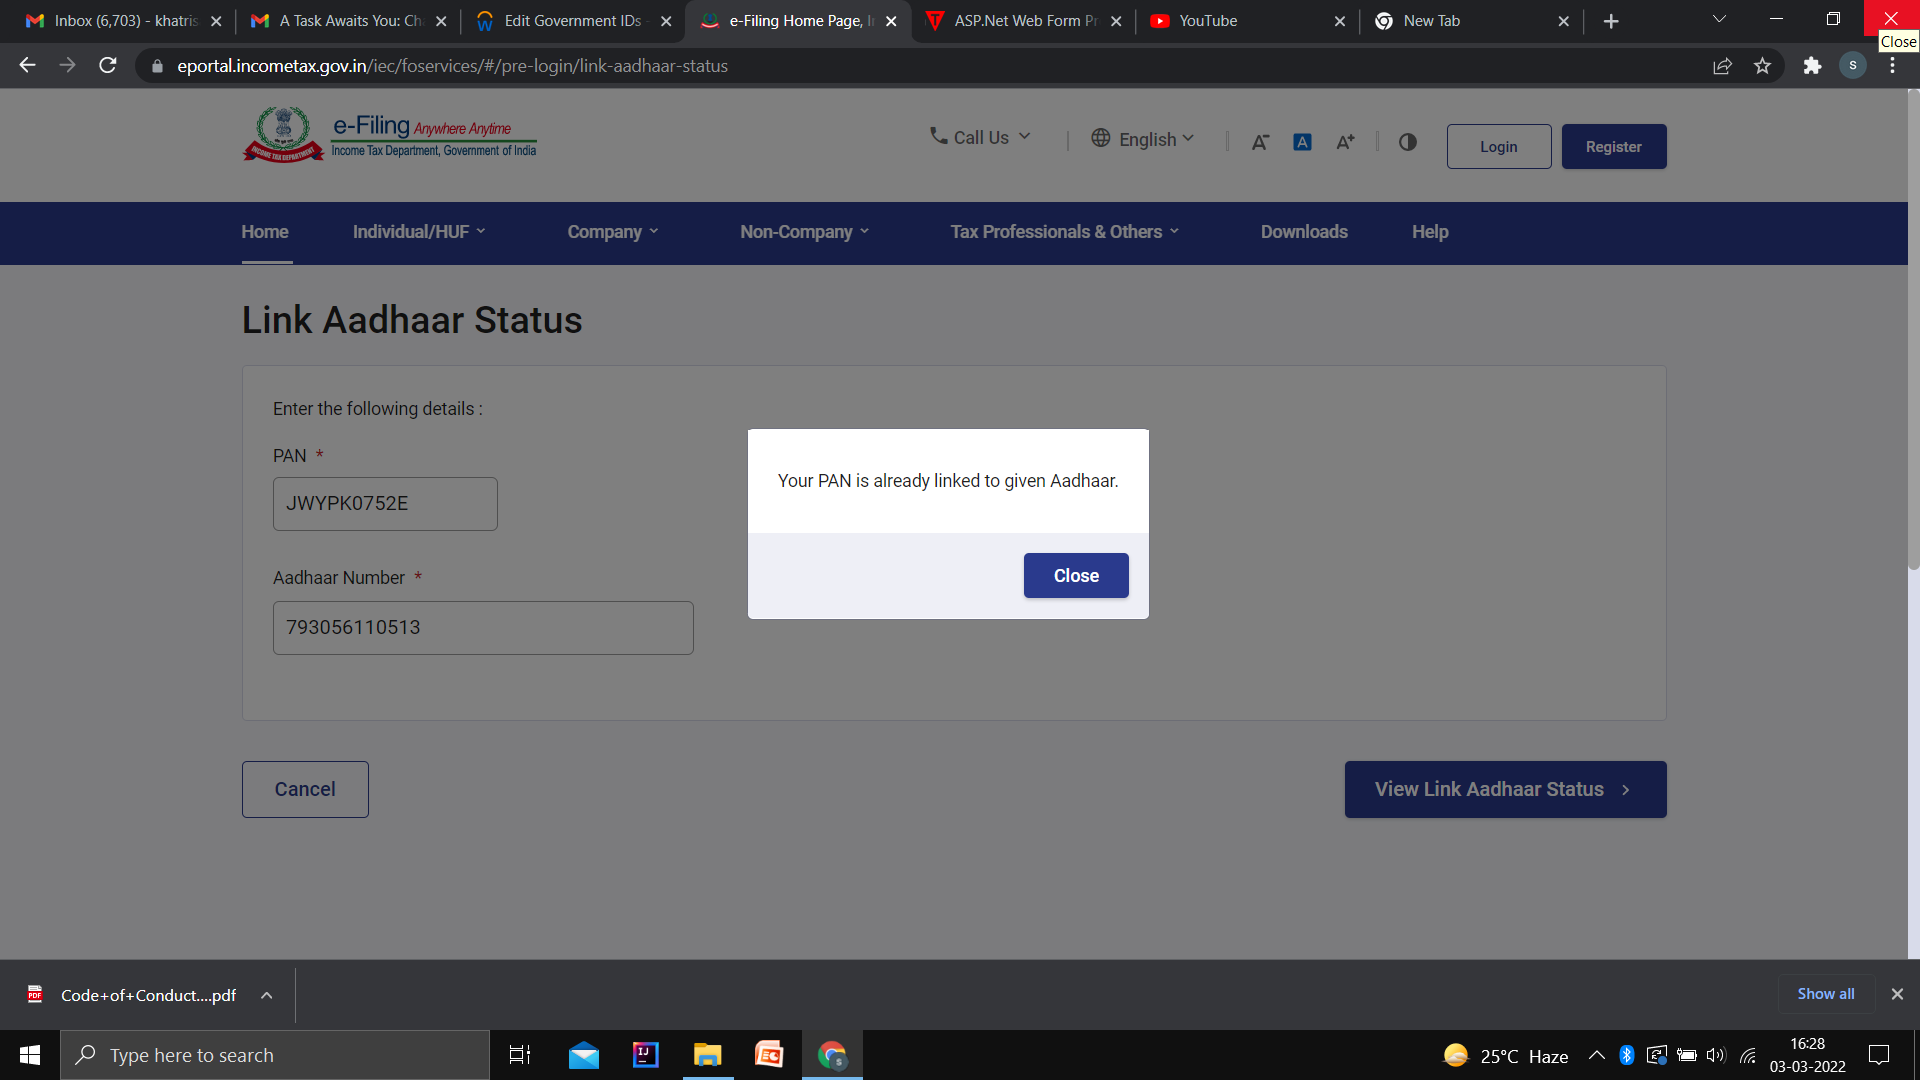 Inbox (6,703) - khatris
A Task Awaits You: Ch
Edit Government IDs -
e-Filing Home Page, I
ASP.Net Web Form Pr
YouTube
New Tab
Close
eportal.incometax.gov.in/iec/foservices/#/pre-login/link-aadhaar-status
S
INCOME TAX DEPARTMENT
e-Filing Anywhere Anytime
Income Tax Department, Government of India
Call Us
English
A-
A
A+
Login
Register
Home
Individual/HUF
Company
Non-Company
Tax Professionals & Others
Downloads
Help
Link Aadhaar Status
Enter the following details :
PAN *
JWYPK0752E
Aadhaar Number *
793056110513
Your PAN is already linked to given Aadhaar.
Close
Cancel
View Link Aadhaar Status
PDF
Code+of+Conduct....pdf
Show all
Type here to search
IJ
S
25°C Haze
16:28
03-03-2022